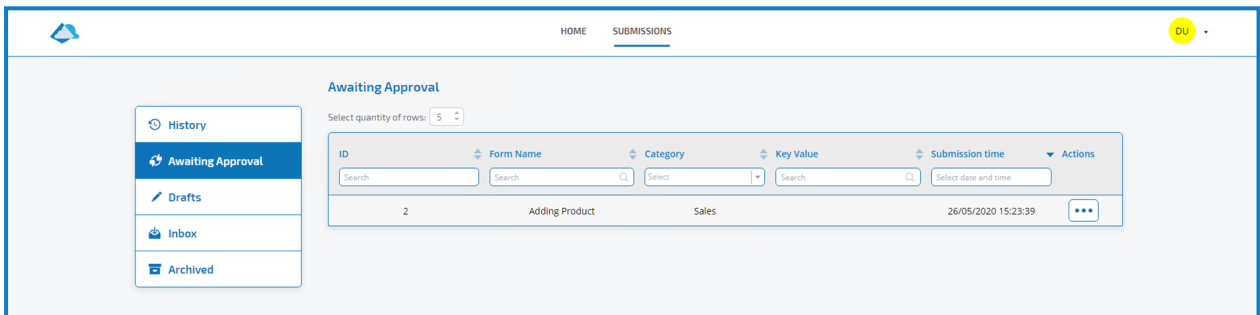 HOME SUBMISSIONS DU
Awaiting Approval
Select quantity of rows: 5
History
Awaiting Approval
Drafts
Inbox
Archived
ID Form Name Category Key Value Submission time Actions
Search Search Select Search Select date and time
2 Adding Product Sales 26/05/2020 15:23:39